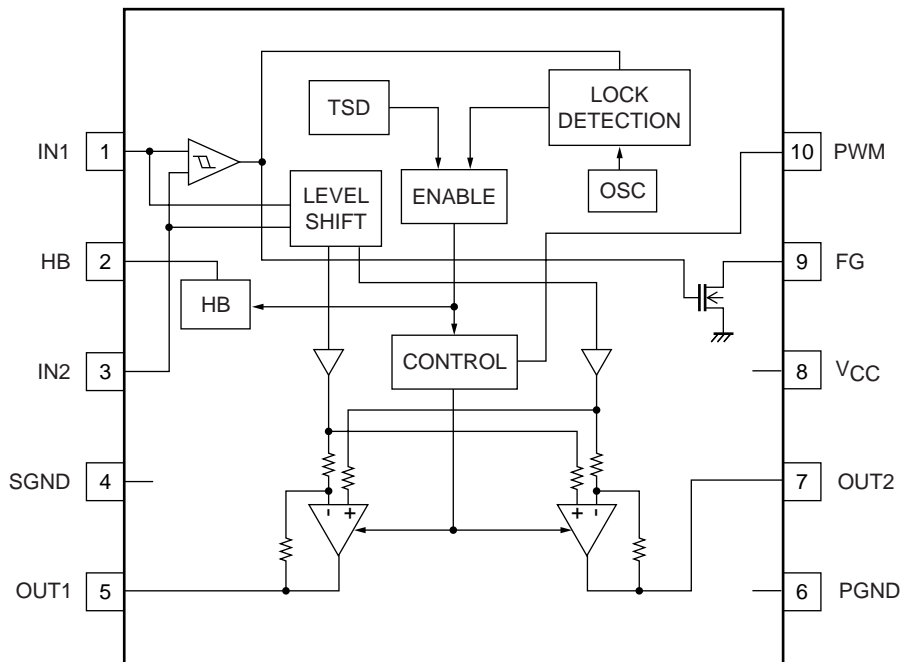 TSD
LOCK
DETECTION
IN1
1
10
PWM
LEVEL
SHIFT
ENABLE
OSC
HB
2
9
FG
HB
IN2
3
CONTROL
8
VCC
SGND
4
7
OUT2
- +
+ -
OUT1
5
6
PGND